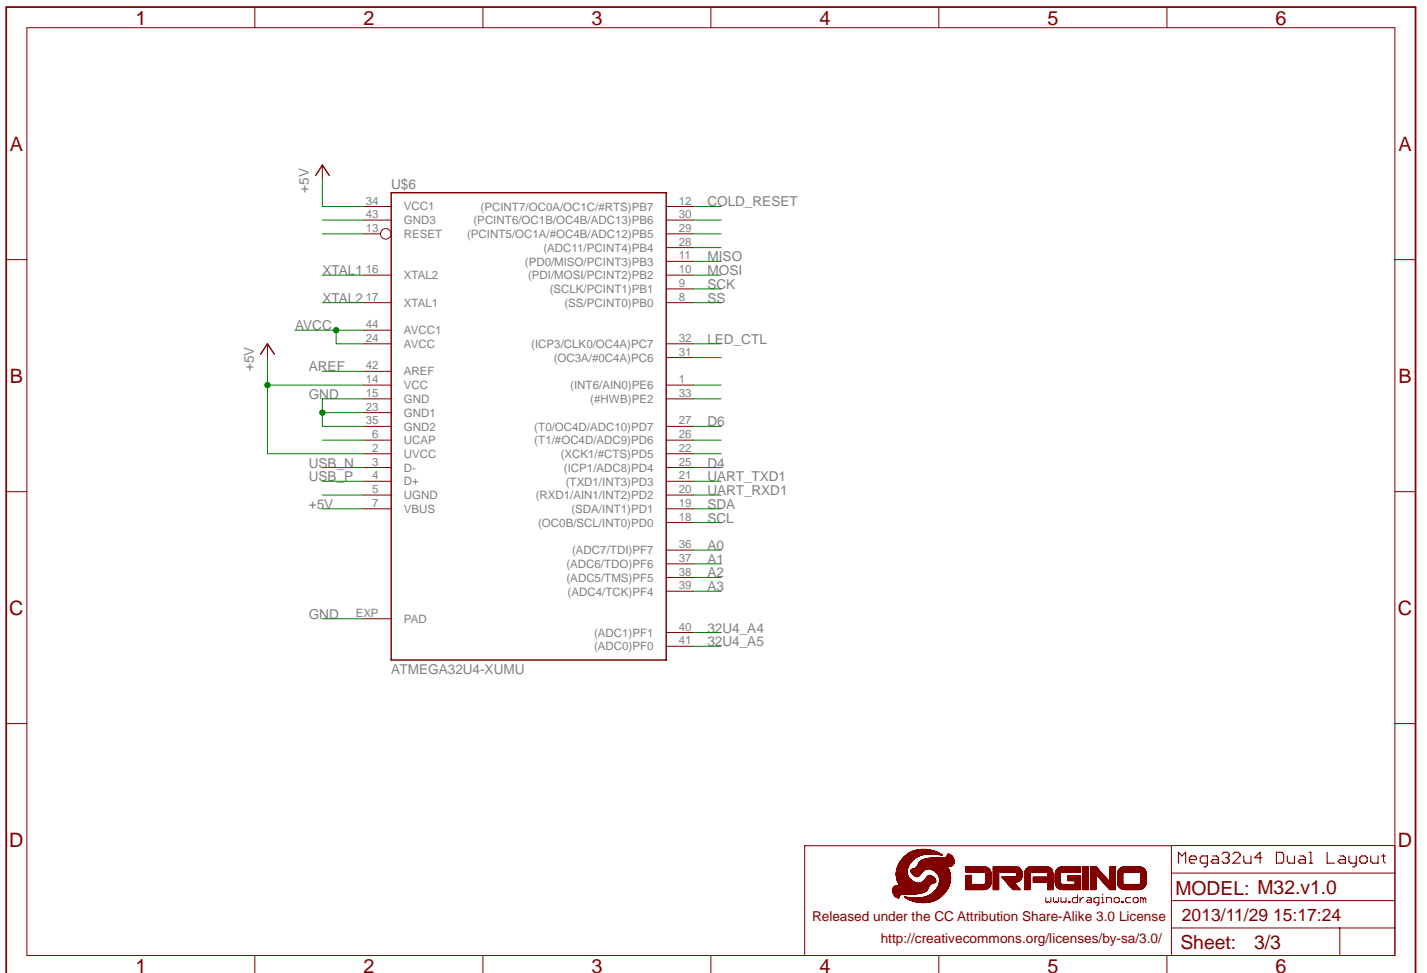 1 2 3 4 5 6
A A
B B
C C
D D
+5V
U$6
34 VCC1 (PCINT7/OC0A/OC1C/#RTS)PB7 12 COLD_RESET
43 GND3 (PCINT6/OC1B/OC4B/ADC13)PB6 30
13 RESET (PCINT5/OC1A/#OC4B/ADC12)PB5 29
(ADC11/PCINT4)PB4 28
(PD0/MISO/PCINT3)PB3 11 MISO
XTAL1 16 XTAL2 (PDI/MOSI/PCINT2)PB2 10 MOSI
(SCLK/PCINT1)PB1 9 SCK
XTAL2 17 XTAL1 (SS/PCINT0)PB0 8 SS
AVCC 44 AVCC1
24 AVCC (ICP3/CLK0/OC4A)PC7 32 LED_CTL
+5V
(OC3A/#0C4A)PC6 31
AREF 42 AREF
14 VCC (INT6/AIN0)PE6 1
GND 15 GND (#HWB)PE2 33
23 GND1
35 GND2 (T0/OC4D/ADC10)PD7 27 D6
6 UCAP (T1/#OC4D/ADC9)PD6 26
2 UVCC (XCK1/#CTS)PD5 22
USB_N 3 D- (ICP1/ADC8)PD4 25 D4
USB_P 4 D+ (TXD1/INT3)PD3 21 UART_TXD1
5 UGND (RXD1/AIN1/INT2)PD2 20 UART_RXD1
+5V 7 VBUS (SDA/INT1)PD1 19 SDA
(OC0B/SCL/INT0)PD0 18 SCL
(ADC7/TDI)PF7 36 A0
(ADC6/TDO)PF6 37 A1
(ADC5/TMS)PF5 38 A2
(ADC4/TCK)PF4 39 A3
GND EXP PAD
(ADC1)PF1 40 32U4_A4
(ADC0)PF0 41 32U4_A5
ATMEGA32U4-XUMU
DRAGINO
www.dragino.com
Released under the CC Attribution Share-Alike 3.0 License
http://creativecommons.org/licenses/by-sa/3.0/
Mega32u4 Dual Layout
MODEL: M32.v1.0
2013/11/29 15:17:24
Sheet: 3/3
1 2 3 4 5 6